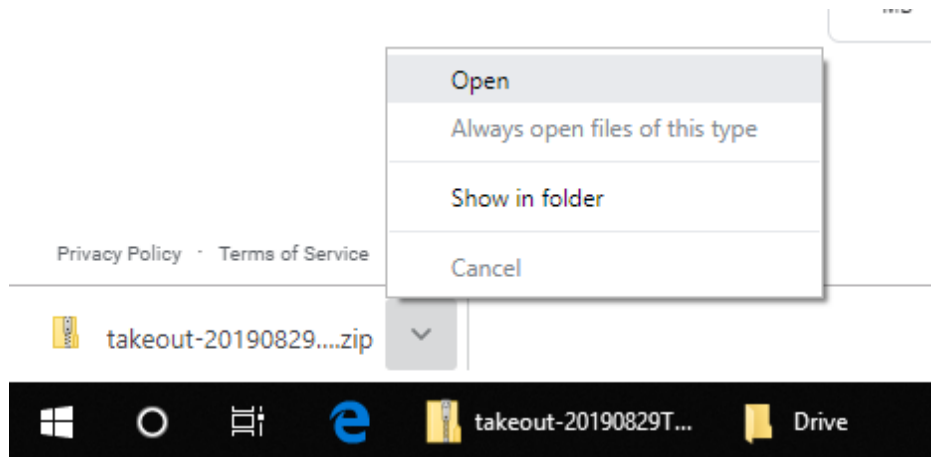 Open
Always open files of this type
Show in folder
Privacy Policy · Terms of Service
Cancel
takeout-20190829....zip
takeout-20190829T... Drive